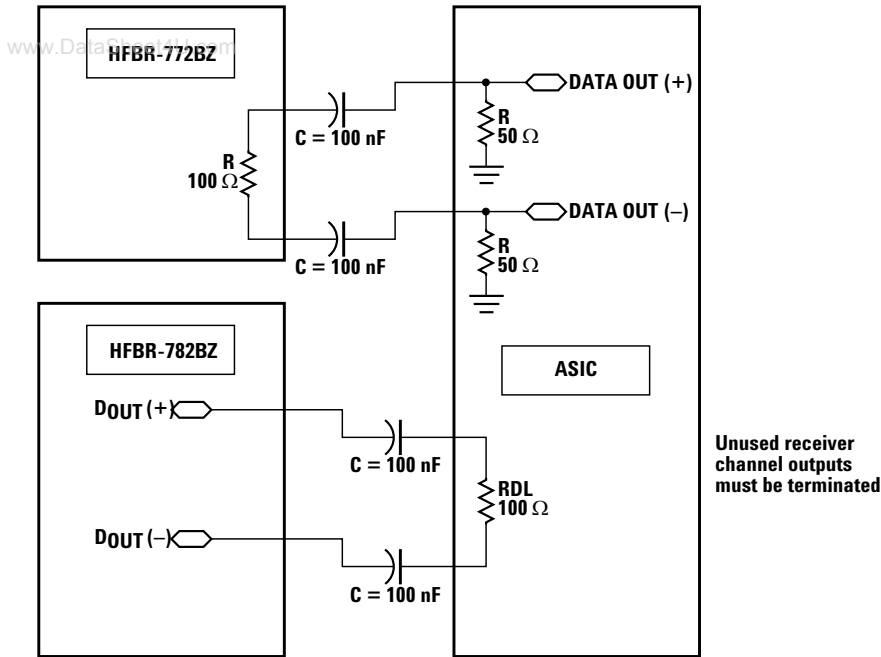 www.DataSheet4U.com
HFBR-772BZ
C = 100 nF
R
100 Ω
C = 100 nF
DATA OUT (+)
R
50 Ω
DATA OUT (–)
R
50 Ω
HFBR-782BZ
DOUT (+)
C = 100 nF
DOUT (–)
C = 100 nF
ASIC
RDL
100 Ω
Unused receiver
channel outputs
must be terminated